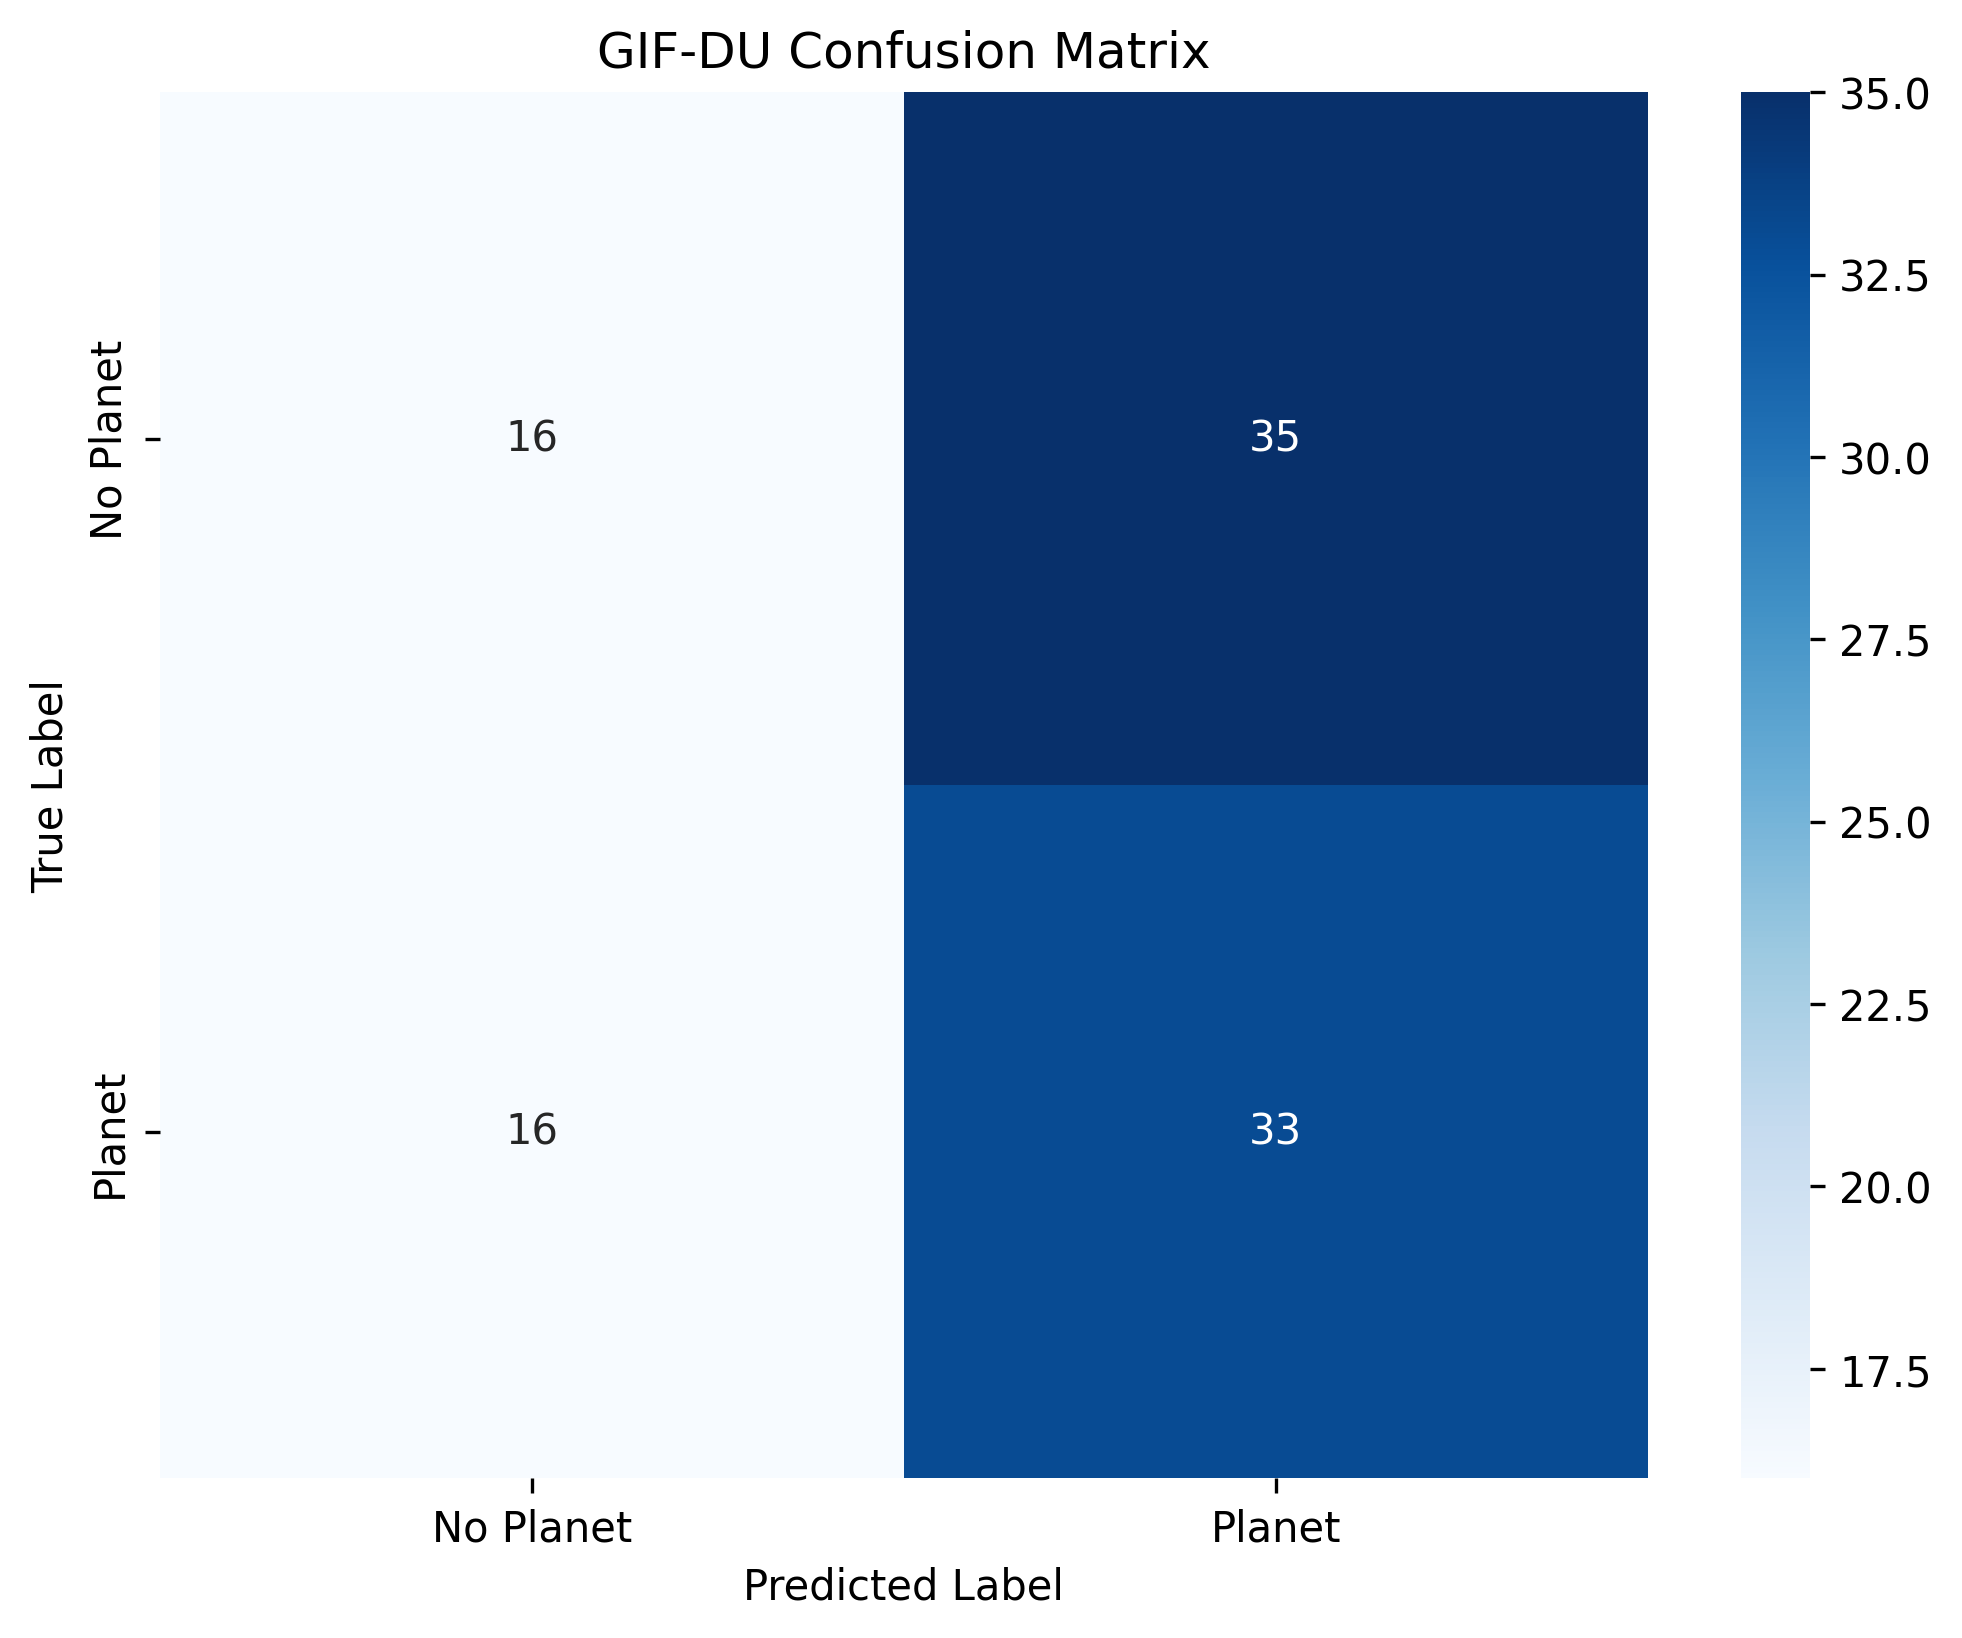 GIF-DU Confusion Matrix
True Label
No Planet
Planet
16
35
16
33
No Planet
Planet
Predicted Label
35.0
32.5
30.0
27.5
25.0
22.5
20.0
17.5